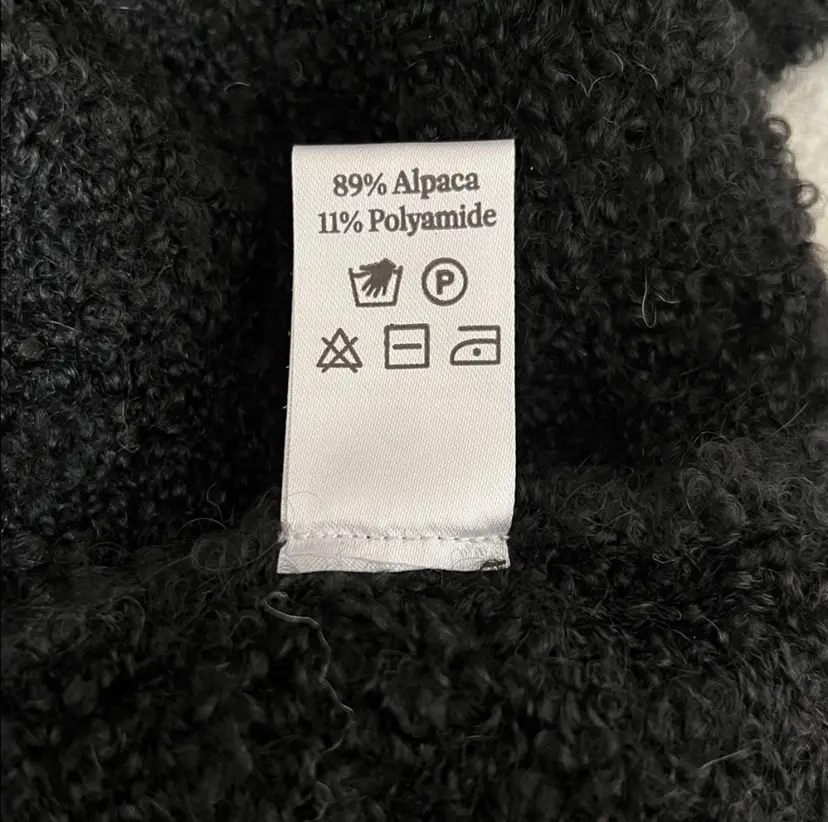 89% Alpaca
11% Polyamide
P